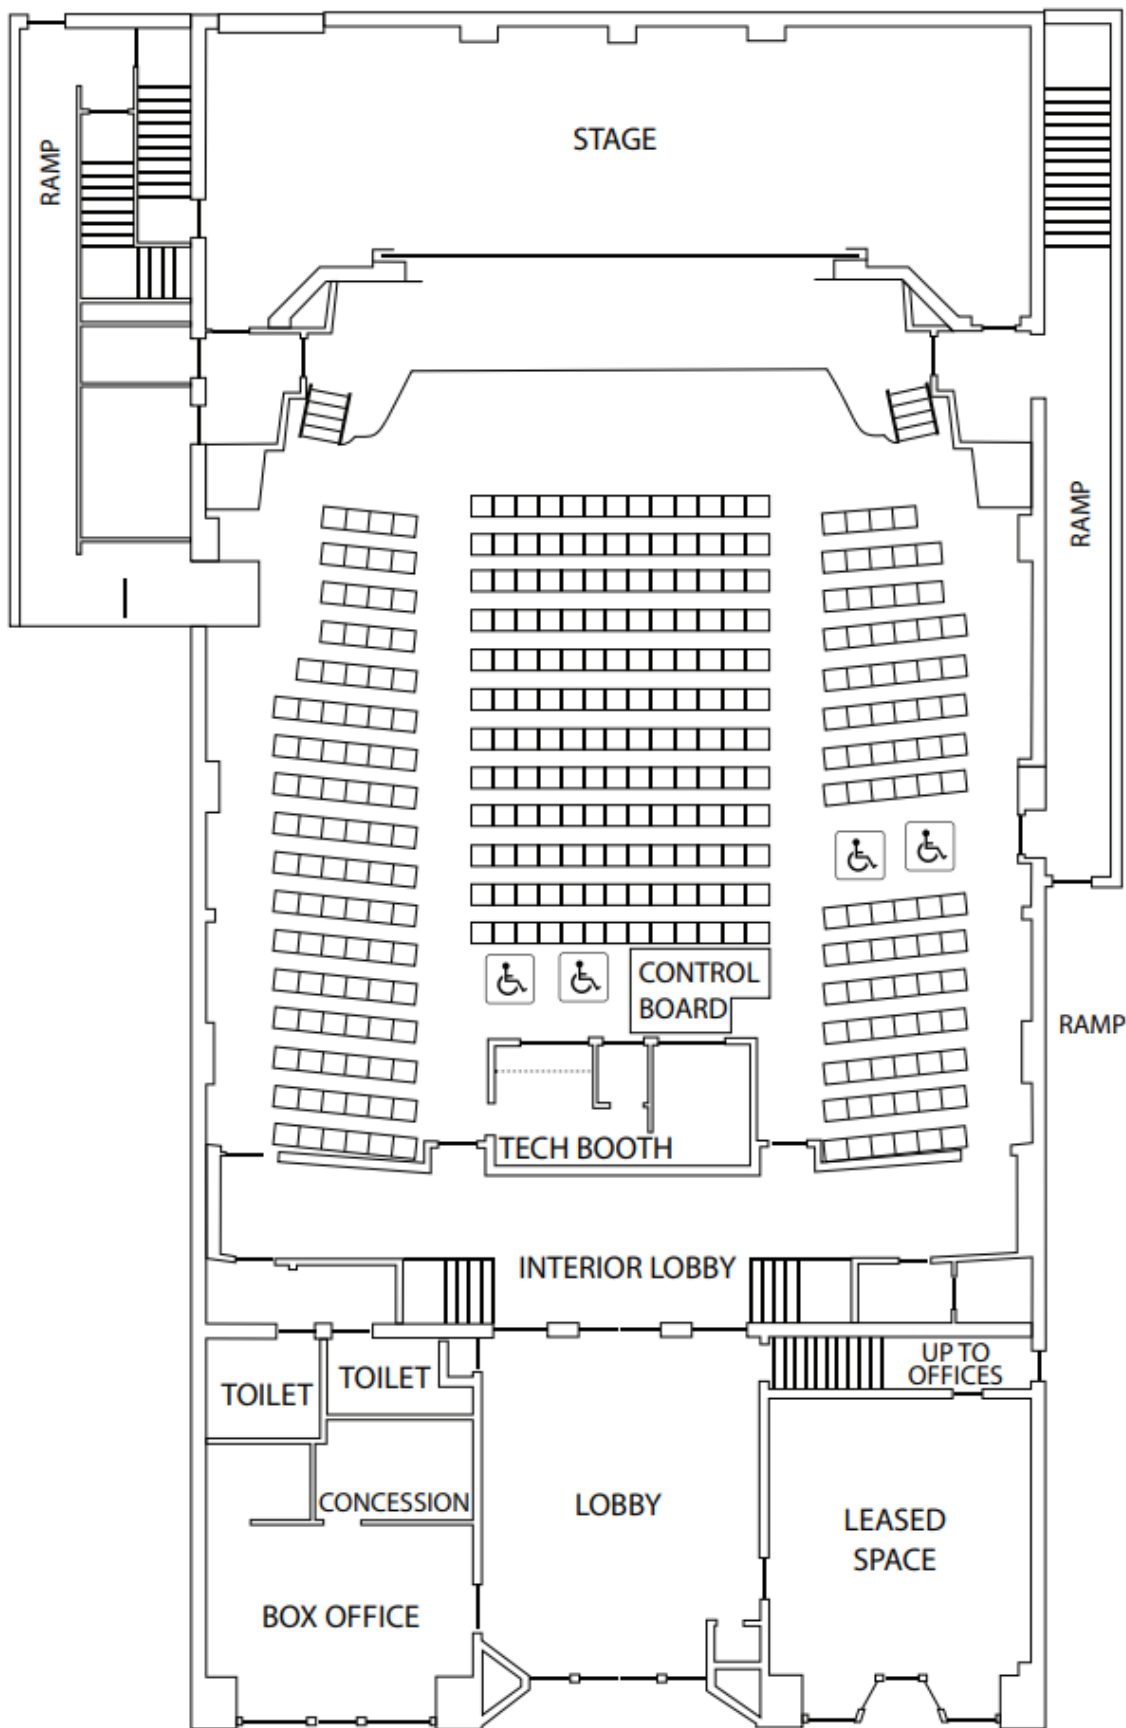 STAGE
RAMP
RAMP
CONTROL
BOARD
RAMP
TECH BOOTH
INTERIOR LOBBY
UP TO
OFFICES
TOILET
TOILET
CONCESSION
LOBBY
LEASED
SPACE
BOX OFFICE